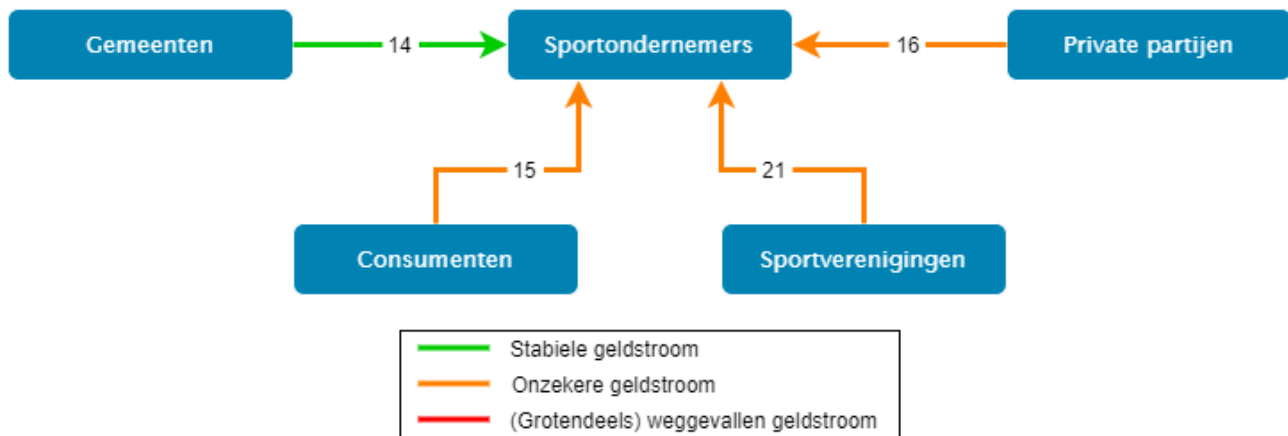 Gemeenten
14
Sportondernemers
16
Private partijen
15
21
Consumenten
Sportverenigingen
Stabiele geldstroom
Onzekere geldstroom
(Grotendeels) weggevallen geldstroom